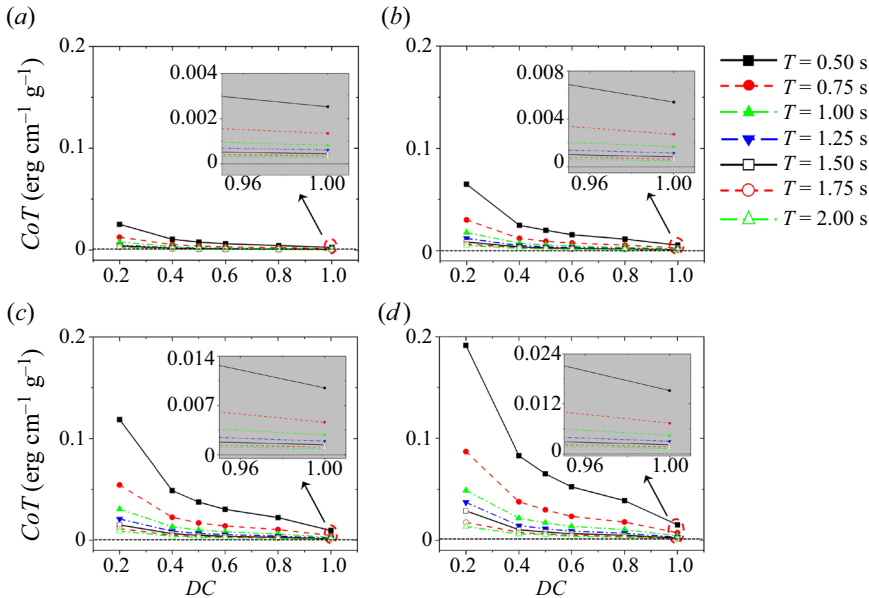 (a)
(b)
0.2
0.1
0
CoT (erg cm⁻¹ g⁻¹)
0.004
0.002
0
0.96 1.00
0.2 0.4 0.6 0.8 1.0
0.2
0.1
0
0.008
0.004
0
0.96 1.00
0.2 0.4 0.6 0.8 1.0
T = 0.50 s
T = 0.75 s
T = 1.00 s
T = 1.25 s
T = 1.50 s
T = 1.75 s
T = 2.00 s
(c)
(d)
0.2
0.1
0
CoT (erg cm⁻¹ g⁻¹)
0.014
0.007
0
0.96 1.00
0.2 0.4 0.6 0.8 1.0
DC
0.2
0.1
0
0.024
0.012
0
0.96 1.00
0.2 0.4 0.6 0.8 1.0
DC